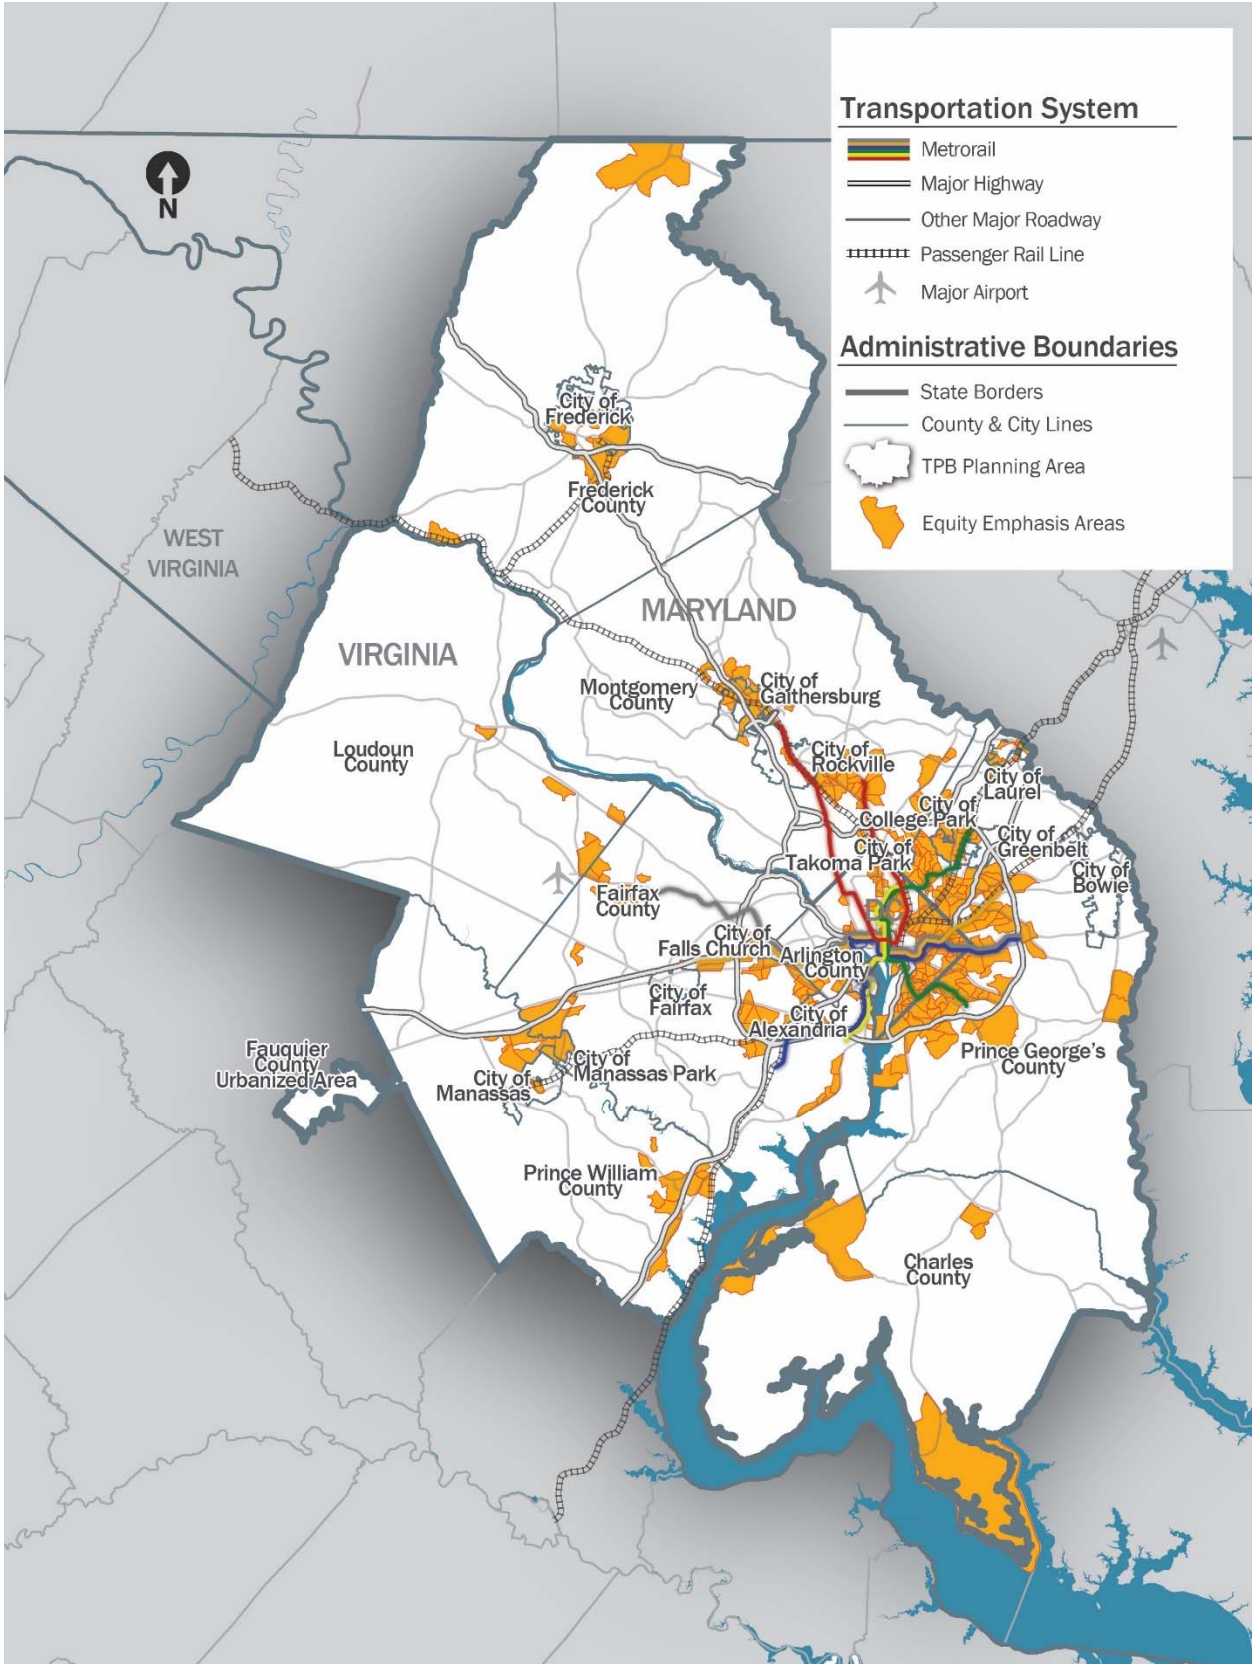 Transportation System
Metrorail
Major Highway
Other Major Roadway
Passenger Rail Line
Major Airport
Administrative Boundaries
State Borders
County & City Lines
TPB Planning Area
Equity Emphasis Areas
N
City of
Frederick
Frederick
County
WEST
VIRGINIA
MARYLAND
VIRGINIA
Montgomery
County
City of
Gaithersburg
Loudoun
County
City of
Rockville
City of
Laurel
City of
College Park
City of
Greenbelt
City of
Takoma Park
City of
Bowie
Fairfax
County
City of
Falls Church
Arlington
County
City of
Fairfax
City of
Alexandria
Prince George's
County
Fauquier
County
Urbanized Area
City of
Manassas Park
City of
Manassas
Prince William
County
Charles
County